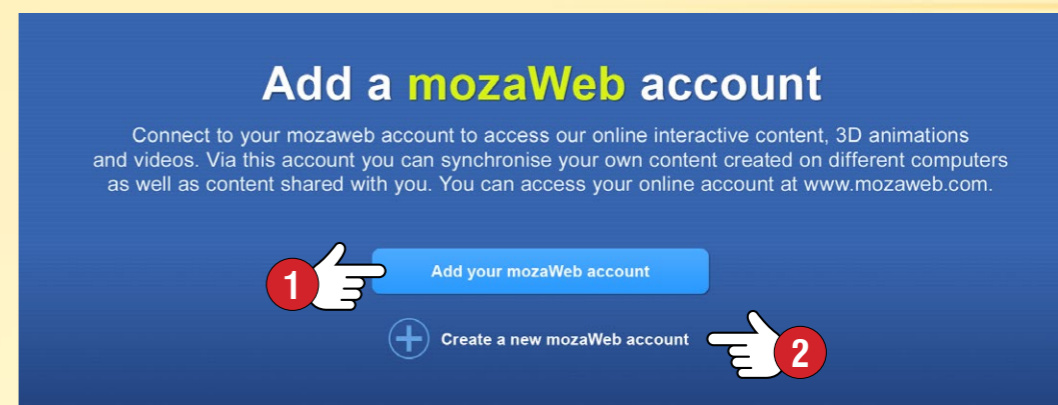 Add a mozaWeb account
Connect to your mozaweb account to access our online interactive content, 3D animations
and videos. Via this account you can synchronise your own content created on different computers
as well as content shared with you. You can access your online account at www.mozaweb.com.
1
Add your mozaWeb account
Create a new mozaWeb account
2